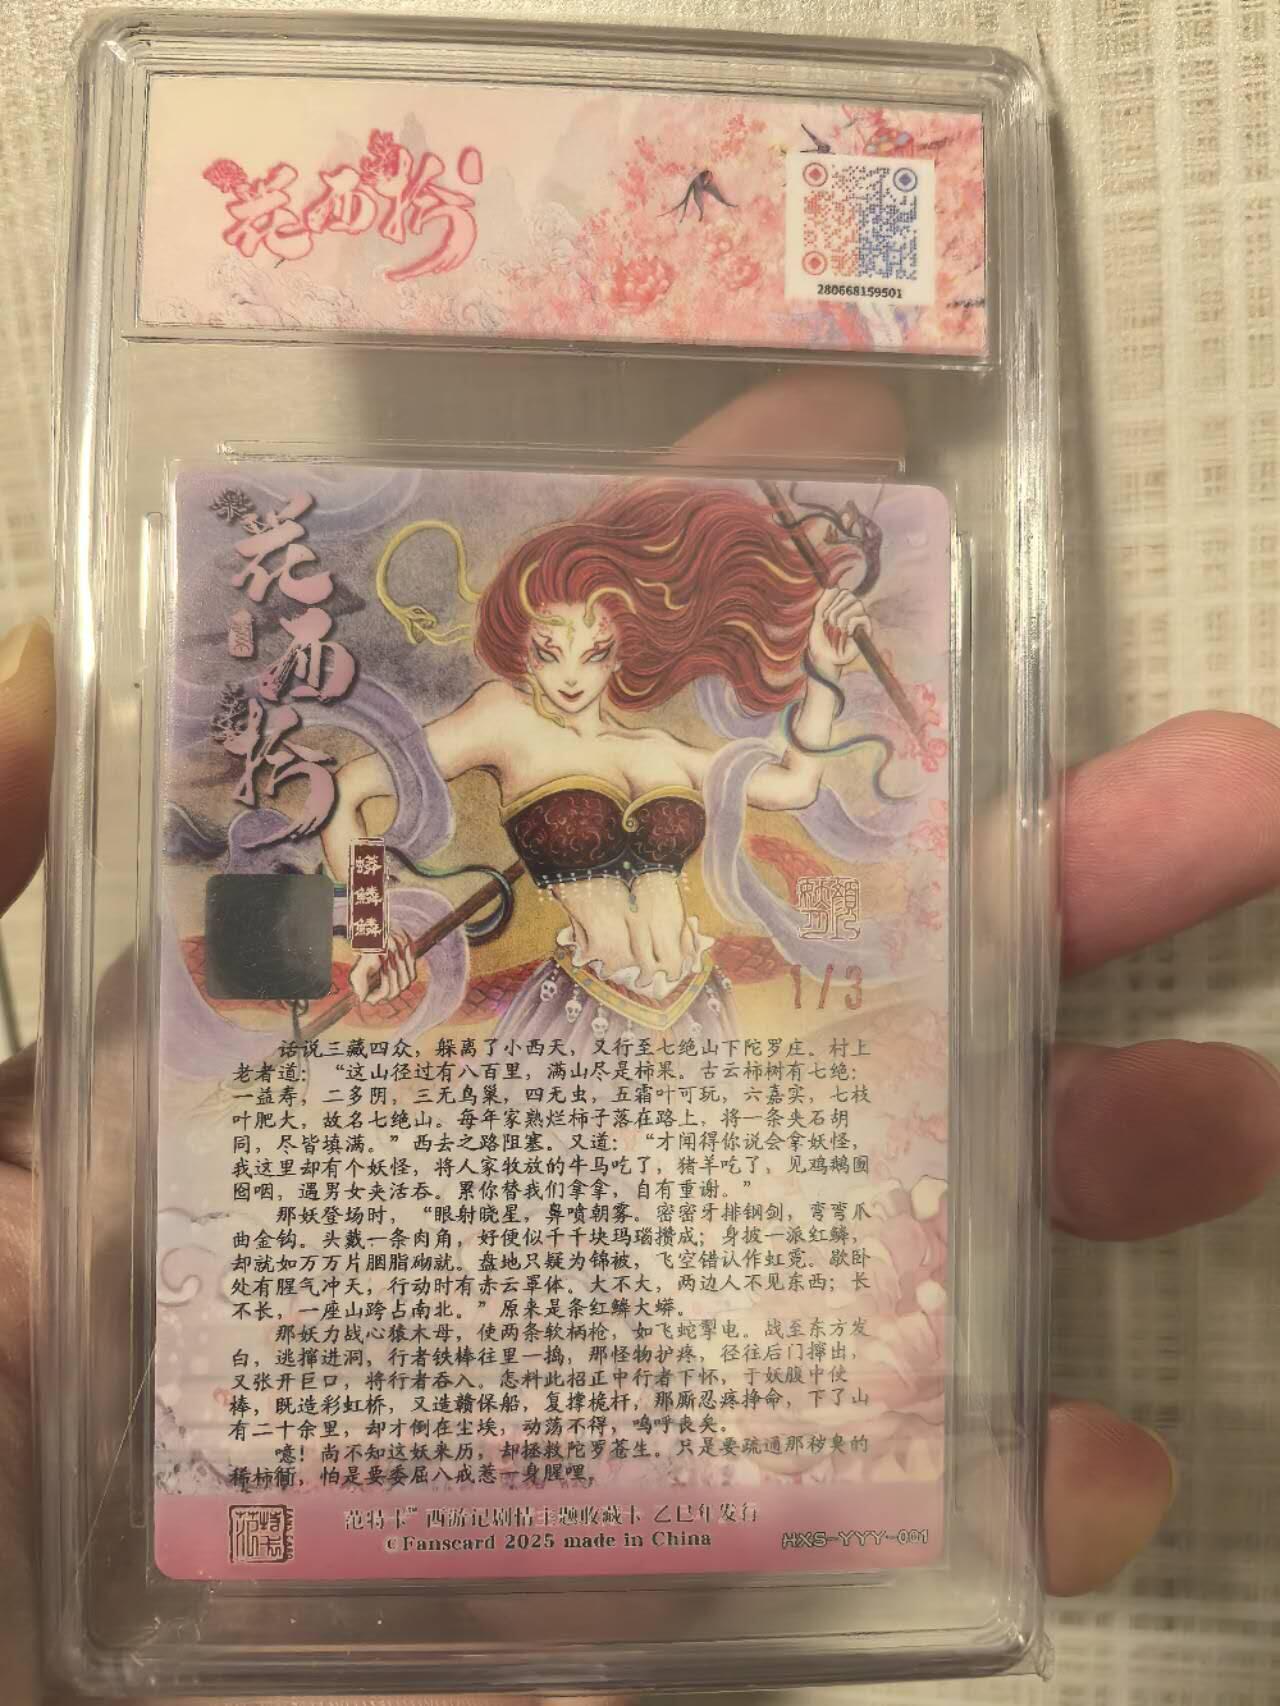 花西拾
280668159501
花西拾
蟒鳞鳞
1/3
话说三藏四众，躲离了小西天，又行至七绝山下陀罗庄。村上
老者道：“这山径过有八百里，满山尽是柿果。古云柿树有七绝：
一益寿，二多阴，三无鸟巢，四无虫，五霜叶可玩，六嘉实，七枝
叶肥大，故名七绝山。每年家熟烂柿子落在路上，将一条夹石胡
同，尽皆填满。”西去之路阻塞。又道：“才闻得你说会拿妖怪，
我这里却有个妖怪，将人家牧放的牛马吃了，猪羊吃了，见鸡鹅囫
囵咽，遇男女夹活吞。累你替我们拿拿，自有重谢。”
那妖登场时，“眼射晓星，鼻喷朝雾。密密牙排钢剑，弯弯爪
曲金钩。头戴一条肉角，好便似千千块玛瑙攒成；身披一派红鳞，
却就如万万片胭脂砌就。盘地只疑为锦被，飞空错认作虹霓。歇卧
处有腥气冲天，行动时有赤云罩体。大不大，两边人不见东西；长
不长，一座山跨占南北。”原来是条红鳞大蟒。
那妖力战心猿木母，使两条软柄枪，如飞蛇掣电。战至东方发
白，逃撺进洞，行者铁棒往里一捣，那怪物护疼，径往后门撺出，
又张开巨口，将行者吞入。怎料此招正中行者下怀，于妖腹中使
棒，既造彩虹桥，又造赣保船，复撑桅杆，那厮忍疼挣命，下了山
有二十余里，却才倒在尘埃，动荡不得，呜呼丧矣。
噫！尚不知这妖来历，却拯救陀罗苍生。只是要疏通那秽臭的
稀柿衕，怕是要委屈八戒惹一身腥嘿。
范特卡™ 西游记剧情主题收藏卡 乙巳年发行
©Fanscard 2025 made in China
HXS-YYY-001